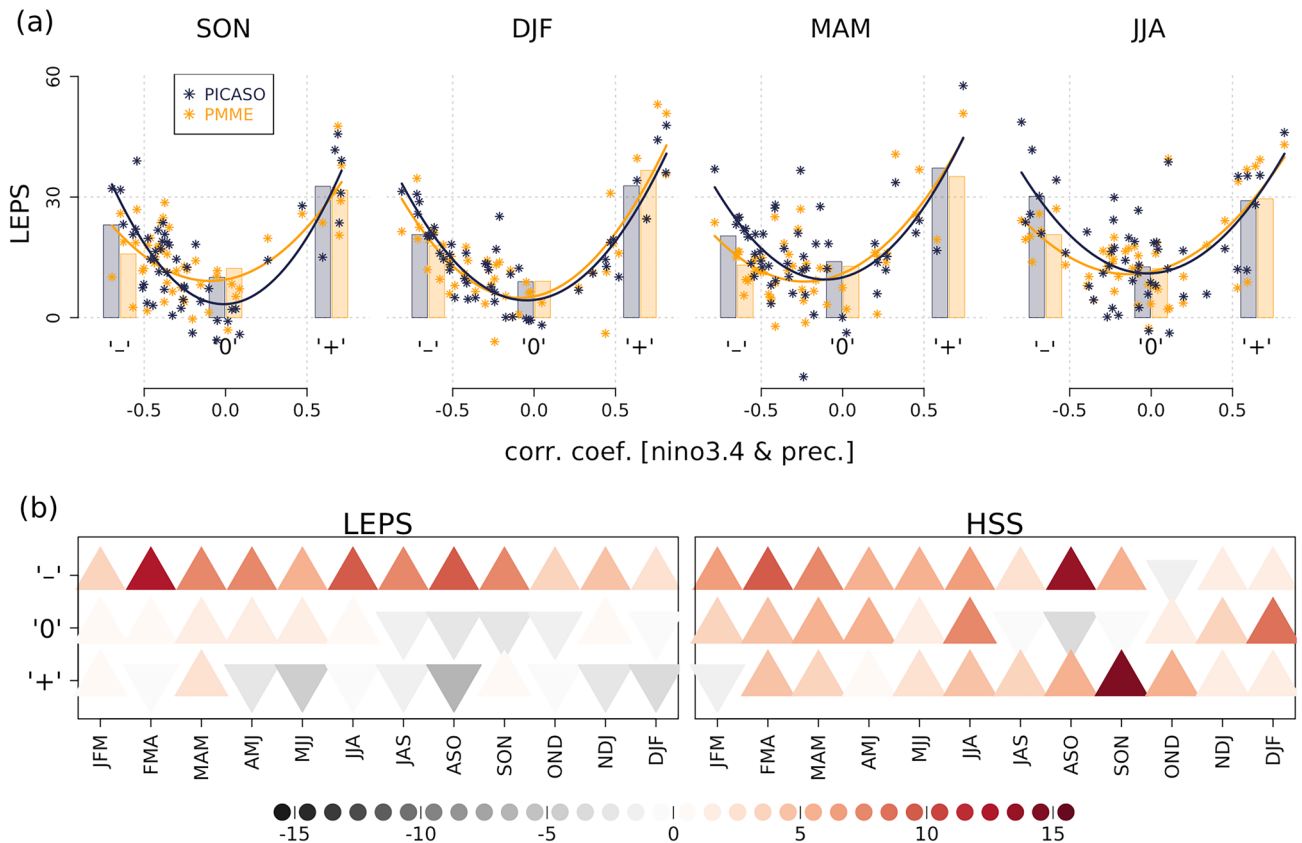 (a)
SON DJF MAM JJA
60
30
0
LEPS
PICASO
PMME
'–' '0' '+' '–' '0' '+' '–' '0' '+' '–' '0' '+'
-0.5 0.0 0.5 -0.5 0.0 0.5 -0.5 0.0 0.5 -0.5 0.0 0.5
corr. coef. [nino3.4 & prec.]
(b)
LEPS HSS
'–'
'0'
'+'
JFM FMA MAM AMJ MJJ JJA JAS ASO SON OND NDJ DJF JFM FMA MAM AMJ MJJ JJA JAS ASO SON OND NDJ DJF
-15 -10 -5 0 5 10 15